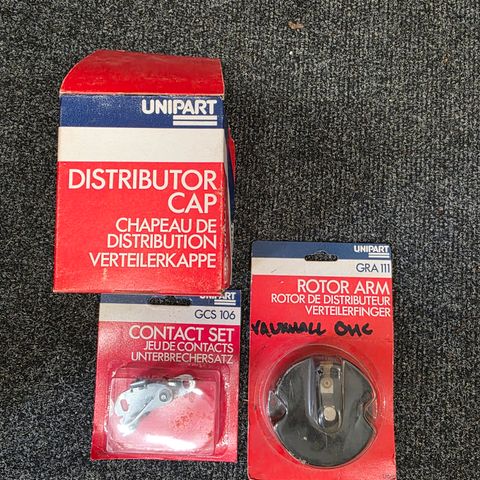 UNIPART
DISTRIBUTOR
CAP
CHAPEAU DE
DISTRIBUTION
VERTEILERKAPPE
UNIPART
GCS 106
CONTACT SET
JEU DE CONTACTS
UNTERBRECHERSATZ
UNIPART
GRA 111
ROTOR ARM
ROTOR DE DISTRIBUTEUR
VERTEILERFINGER
VAUXHALL OHC